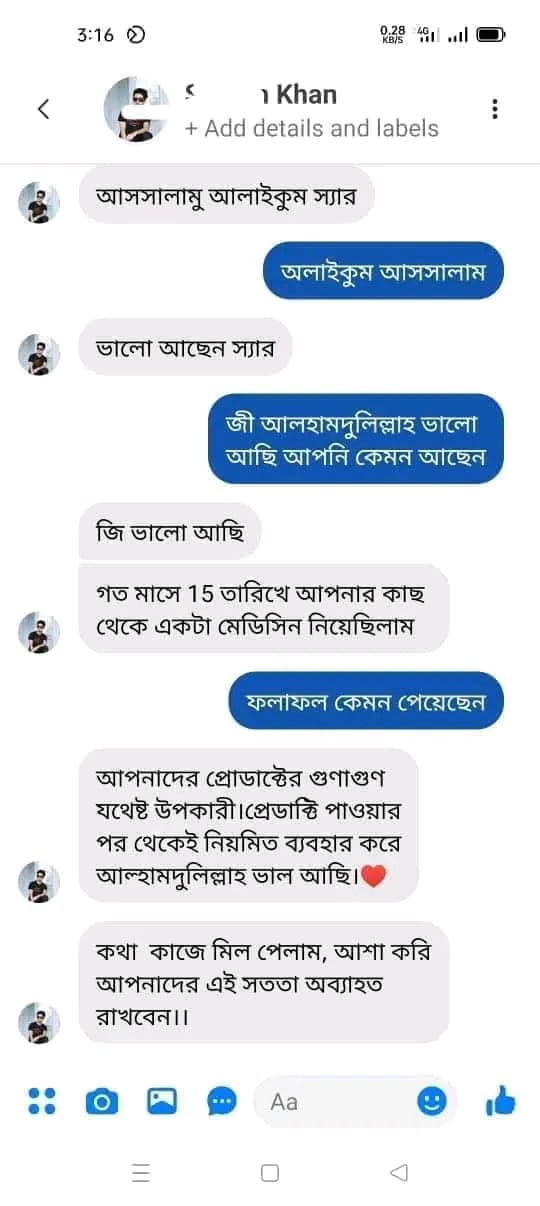 3:16
0.28
KB/S
4G
Khan
+ Add details and labels
আসসালামু আলাইকুম স্যার
অলাইকুম আসসালাম
ভালো আছেন স্যার
জী আলহামদুলিল্লাহ ভালো
আছি আপনি কেমন আছেন
জি ভালো আছি
গত মাসে 15 তারিখে আপনার কাছ
থেকে একটা মেডিসিন নিয়েছিলাম
ফলাফল কেমন পেয়েছেন
আপনাদের প্রোডাক্টের গুণাগুণ
যথেষ্ট উপকারী।প্রেডাক্টি পাওয়ার
পর থেকেই নিয়মিত ব্যবহার করে
আল্হামদুলিল্লাহ ভাল আছি।❤️
কথা কাজে মিল পেলাম, আশা করি
আপনাদের এই সততা অব্যাহত
রাখবেন।।
Aa